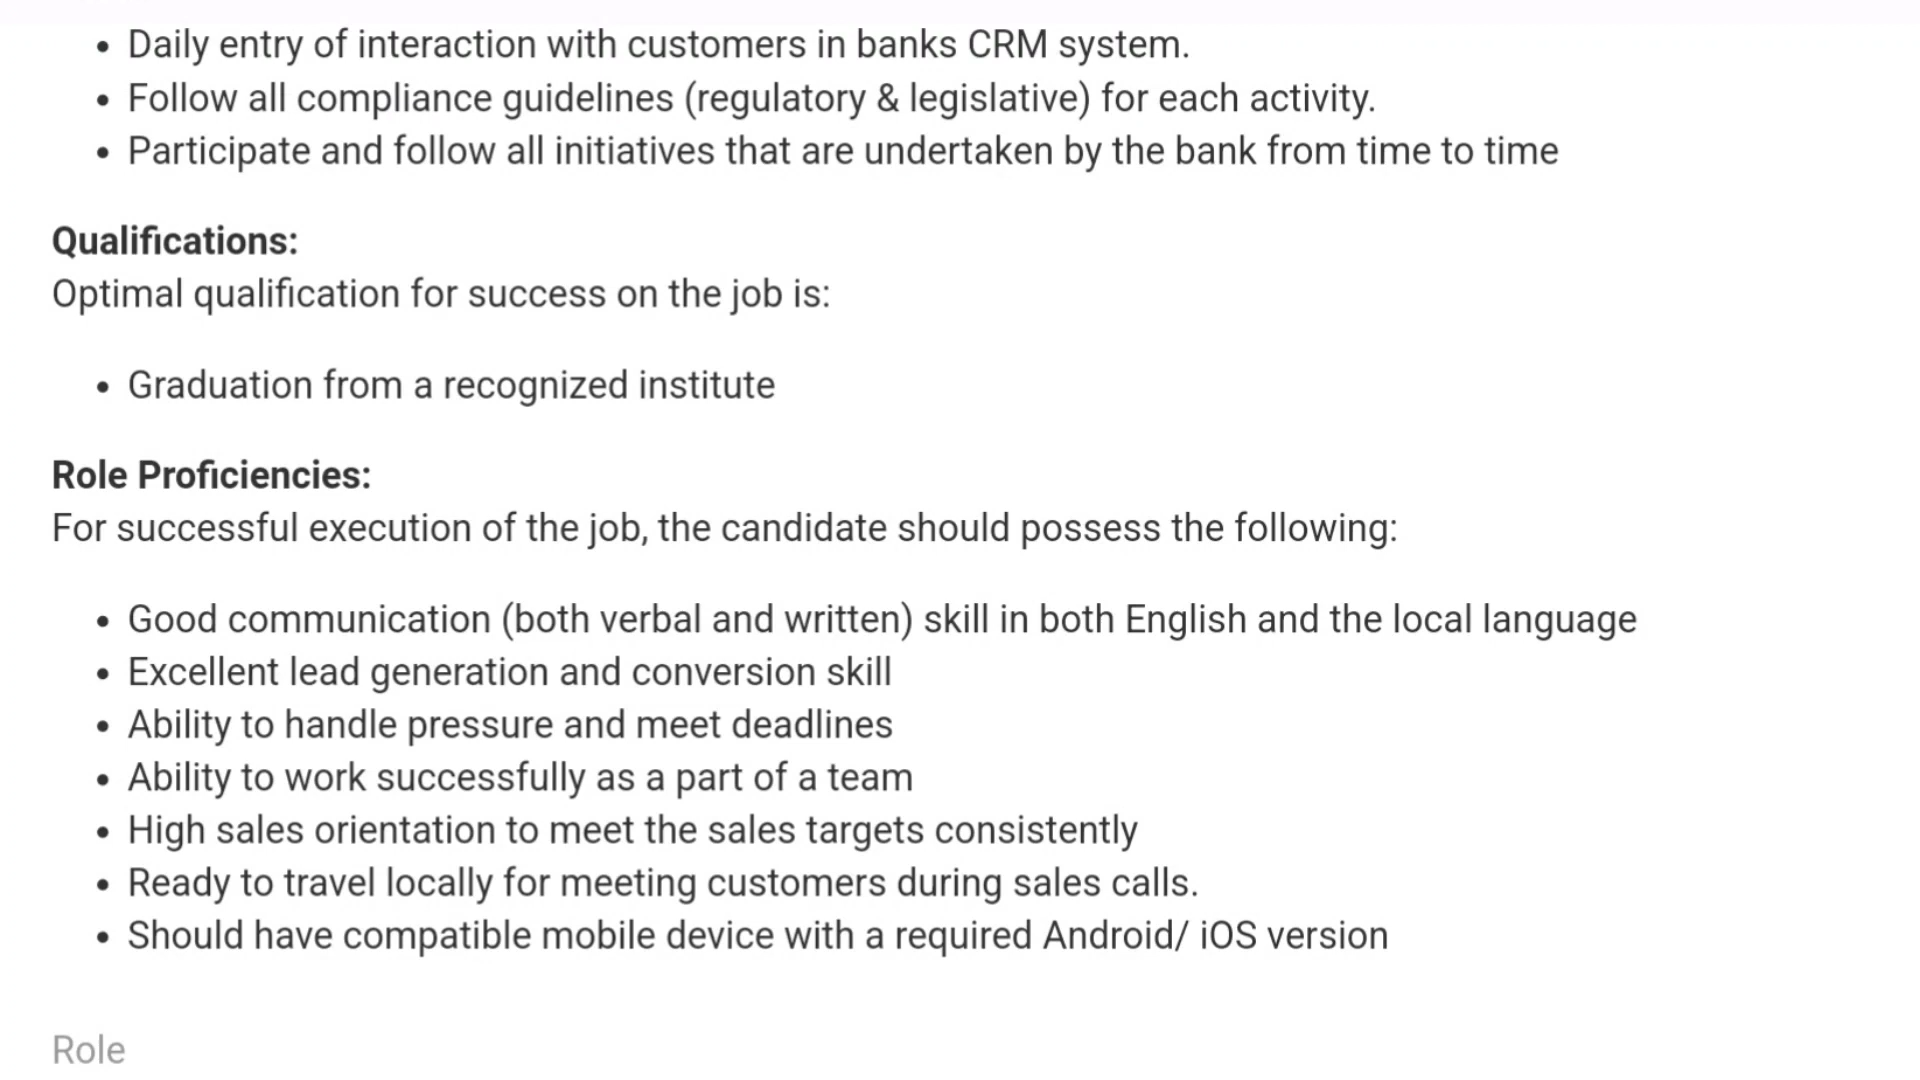 • Daily entry of interaction with customers in banks CRM system.
• Follow all compliance guidelines (regulatory & legislative) for each activity.
• Participate and follow all initiatives that are undertaken by the bank from time to time
Qualifications:
Optimal qualification for success on the job is:
• Graduation from a recognized institute
Role Proficiencies:
For successful execution of the job, the candidate should possess the following:
• Good communication (both verbal and written) skill in both English and the local language
• Excellent lead generation and conversion skill
• Ability to handle pressure and meet deadlines
• Ability to work successfully as a part of a team
• High sales orientation to meet the sales targets consistently
• Ready to travel locally for meeting customers during sales calls.
• Should have compatible mobile device with a required Android/ iOS version
Role